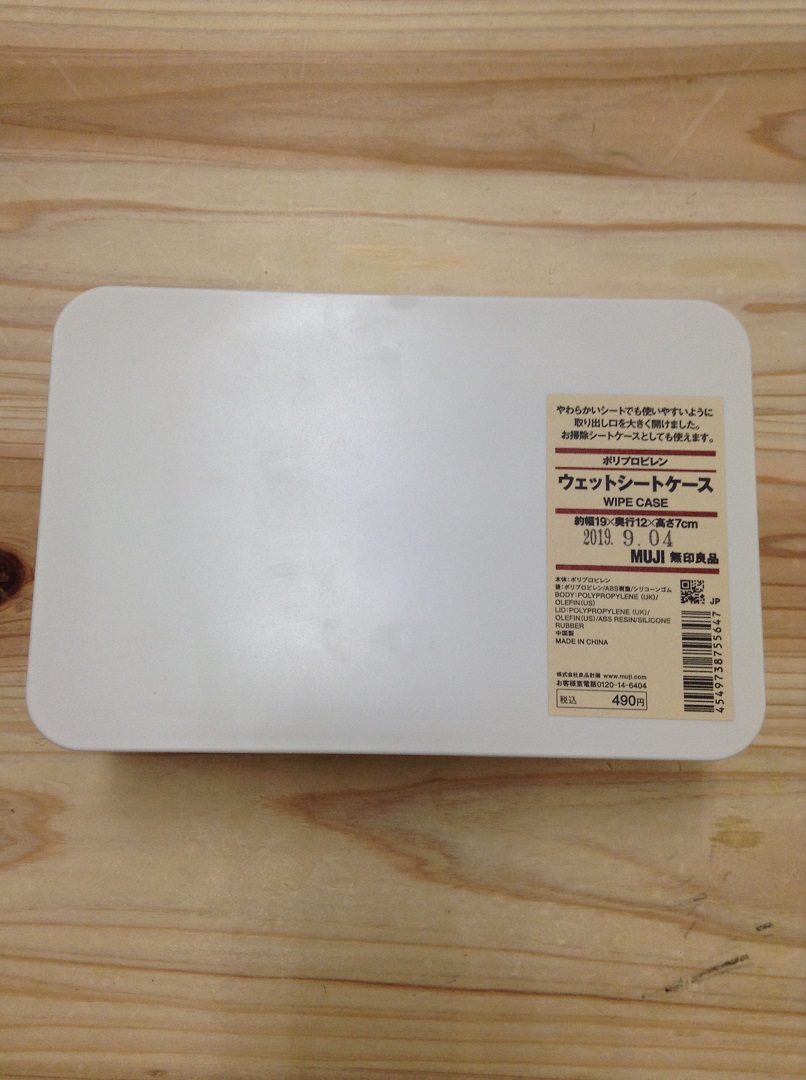 やわらかいシートでも使いやすいように
取り出し口を大きく開けました。
お掃除シートケースとしても使えます。
ポリプロピレン
ウェットシートケース
WIPE CASE
約幅19×奥行12×高さ7cm
2019. 9.04
MUJI 無印良品
本体:ポリプロピレン
蓋:ポリプロピレン/ABS樹脂/シリコーンゴム
BODY:POLYPROPYLENE (UK)/
OLEFIN(US)
LID:POLYPROPYLENE (UK)/
OLEFIN(US)/ABS RESIN/SILICONE
RUBBER
中国製
MADE IN CHINA
JP
株式会社良品計画 www.muji.com
お客様室電話0120-14-6404
税込 490円
4549738755647